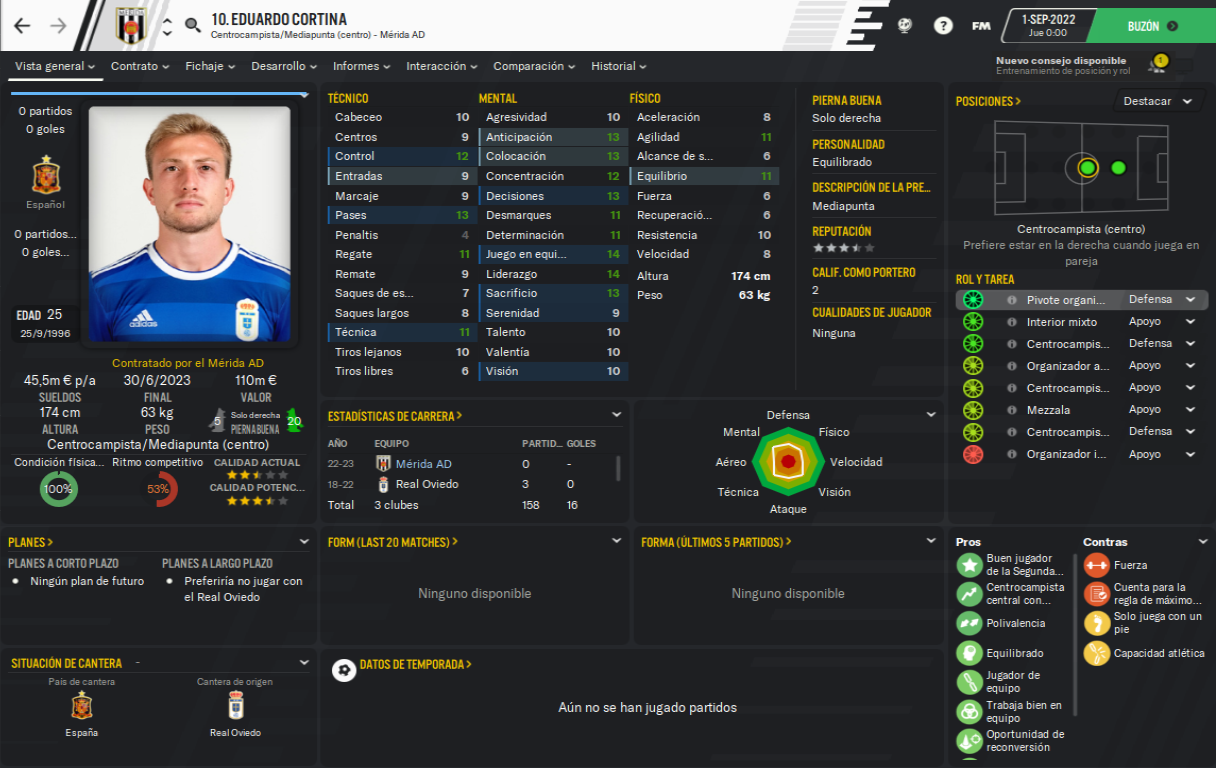 10. EDUARDO CORTINA
Centrocampista/Mediapunta (centro) - Mérida AD
?
FM
1-SEP-2022
Jue 0:00
BUZÓN
Vista general
Contrato
Fichaje
Desarrollo
Informes
Interacción
Comparación
Historial
Nuevo consejo disponible
Entrenamiento de posición y rol
1
0 partidos
0 goles
Español
0 partidos...
0 goles...
EDAD 25
25/9/1996
adidas
Contratado por el Mérida AD
45,5m € p/a
SUELDOS
30/6/2023
FINAL
110m €
VALOR
174 cm
ALTURA
63 kg
PESO
5
Solo derecha
PIERNA BUENA
20
Centrocampista/Mediapunta (centro)
Condición física...
100%
Ritmo competitivo
53%
CALIDAD ACTUAL
CALIDAD POTENC...
TÉCNICO
Cabeceo 10
Centros 9
Control 12
Entradas 9
Marcaje 9
Pases 13
Penaltis 4
Regate 11
Remate 9
Saques de es... 7
Saques largos 8
Técnica 11
Tiros lejanos 10
Tiros libres 6
MENTAL
Agresividad 10
Anticipación 13
Colocación 13
Concentración 12
Decisiones 13
Desmarques 11
Determinación 11
Juego en equi... 14
Liderazgo 14
Sacrificio 13
Serenidad 9
Talento 10
Valentía 10
Visión 10
FÍSICO
Aceleración 8
Agilidad 11
Alcance de s... 6
Equilibrio 11
Fuerza 6
Recuperació... 6
Resistencia 10
Velocidad 8
Altura 174 cm
Peso 63 kg
PIERNA BUENA
Solo derecha
PERSONALIDAD
Equilibrado
DESCRIPCIÓN DE LA PRE...
Mediapunta
REPUTACIÓN
CALIF. COMO PORTERO
2
CUALIDADES DE JUGADOR
Ninguna
POSICIONES >
Destacar
Centrocampista (centro)
Prefiere estar en la derecha cuando juega en
pareja
ROL Y TAREA
Pivote organi... Defensa
Interior mixto Apoyo
Centrocampis... Defensa
Organizador a... Apoyo
Centrocampis... Apoyo
Mezzala Apoyo
Centrocampis... Defensa
Organizador i... Apoyo
ESTADÍSTICAS DE CARRERA >
AÑO EQUIPO PARTID... GOLES
22-23 Mérida AD 0 -
18-22 Real Oviedo 3 0
Total 3 clubes 158 16
Defensa
Físico
Velocidad
Visión
Ataque
Técnica
Aéreo
Mental
PLANES >
PLANES A CORTO PLAZO
Ningún plan de futuro
PLANES A LARGO PLAZO
Preferiría no jugar con
el Real Oviedo
FORM (LAST 20 MATCHES) >
Ninguno disponible
FORMA (ÚLTIMOS 5 PARTIDOS) >
Ninguno disponible
Pros
Buen jugador
de la Segunda...
Centrocampista
central con...
Polivalencia
Equilibrado
Jugador de
equipo
Trabaja bien en
equipo
Oportunidad de
reconversión
Contras
Fuerza
Cuenta para la
regla de máximo...
Solo juega con un
pie
Capacidad atlética
SITUACIÓN DE CANTERA -
País de cantera
España
Cantera de origen
Real Oviedo
DATOS DE TEMPORADA >
Aún no se han jugado partidos